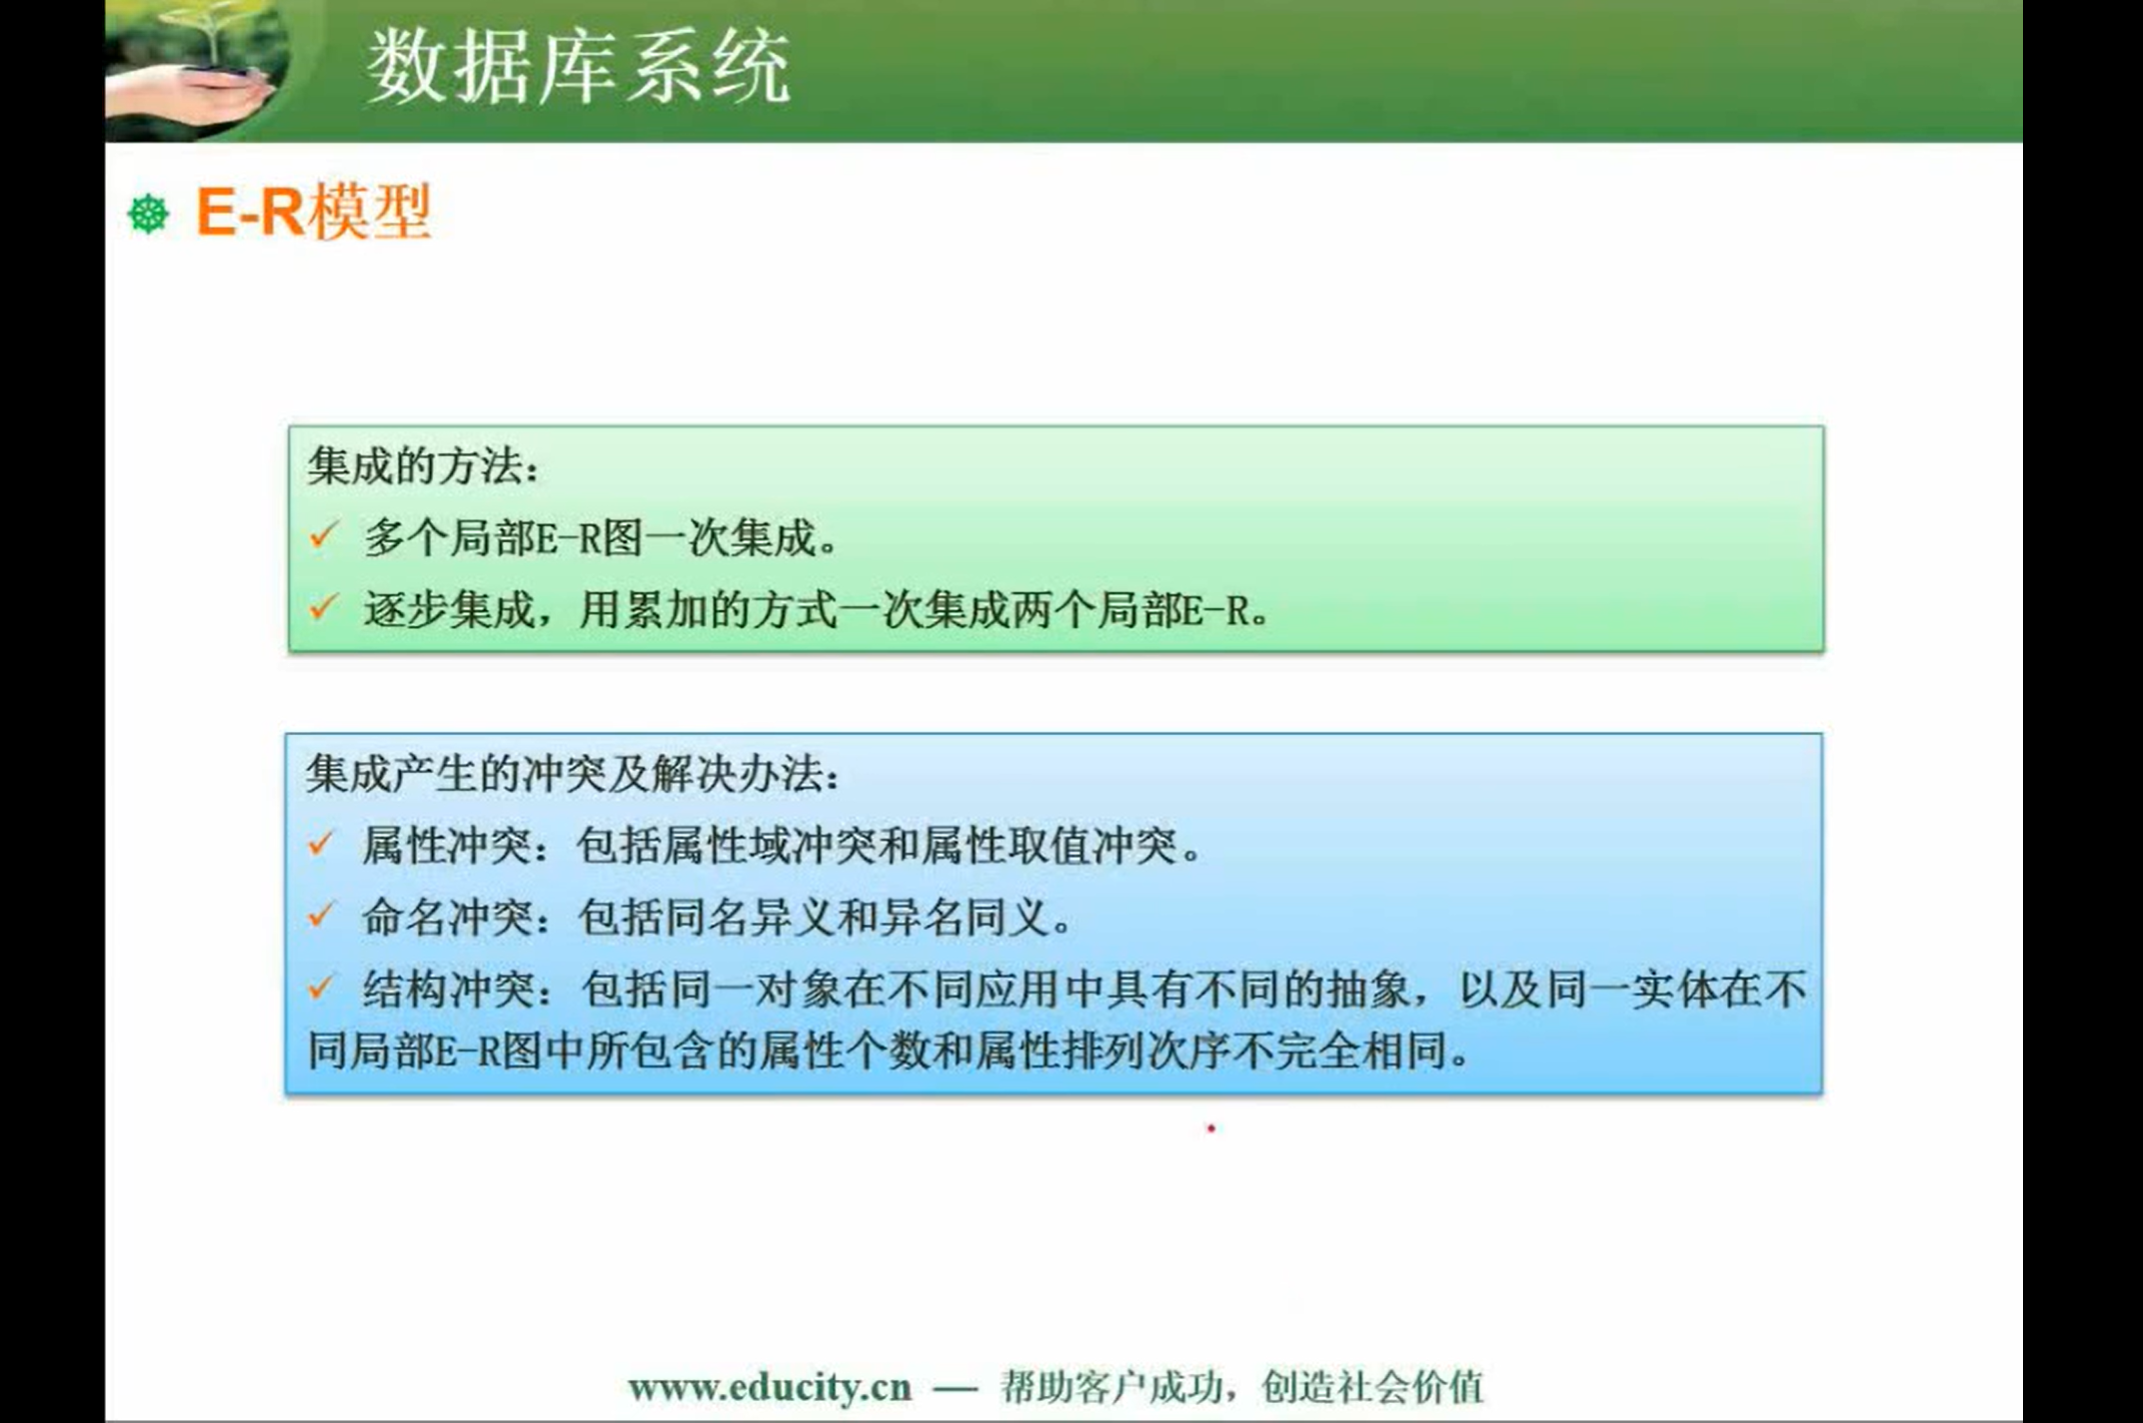 数据库系统
E-R模型
集成的方法：
✓ 多个局部E-R图一次集成。
✓ 逐步集成，用累加的方式一次集成两个局部E-R。
集成产生的冲突及解决办法：
✓ 属性冲突：包括属性域冲突和属性取值冲突。
✓ 命名冲突：包括同名异义和异名同义。
✓ 结构冲突：包括同一对象在不同应用中具有不同的抽象，以及同一实体在不
同局部E-R图中所包含的属性个数和属性排列次序不完全相同。
www.educity.cn — 帮助客户成功，创造社会价值